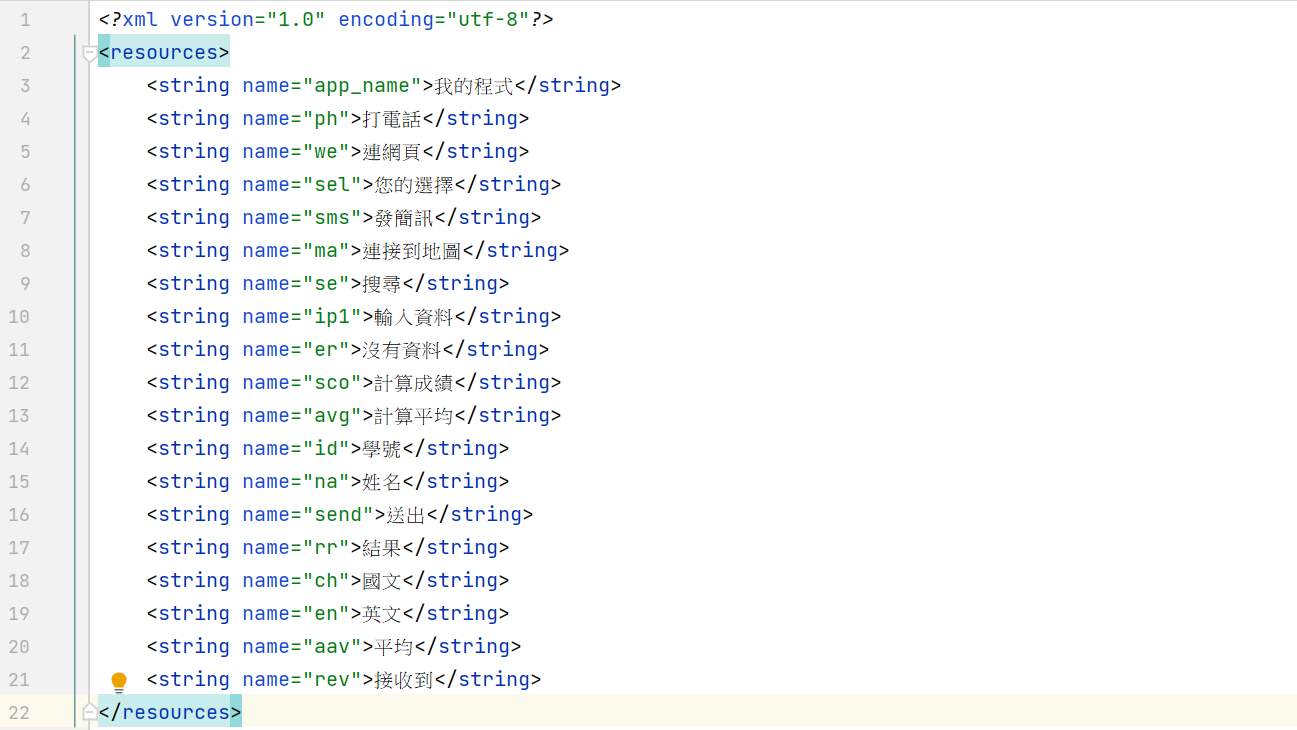 1 <?xml version="1.0" encoding="utf-8"?>
2 <resources>
3 <string name="app_name">我的程式</string>
4 <string name="ph">打電話</string>
5 <string name="we">連網頁</string>
6 <string name="sel">您的選擇</string>
7 <string name="sms">發簡訊</string>
8 <string name="ma">連接到地圖</string>
9 <string name="se">搜尋</string>
10 <string name="ip1">輸入資料</string>
11 <string name="er">沒有資料</string>
12 <string name="sco">計算成績</string>
13 <string name="avg">計算平均</string>
14 <string name="id">學號</string>
15 <string name="na">姓名</string>
16 <string name="send">送出</string>
17 <string name="rr">結果</string>
18 <string name="ch">國文</string>
19 <string name="en">英文</string>
20 <string name="aav">平均</string>
21 <string name="rev">接收到</string>
22 </resources>